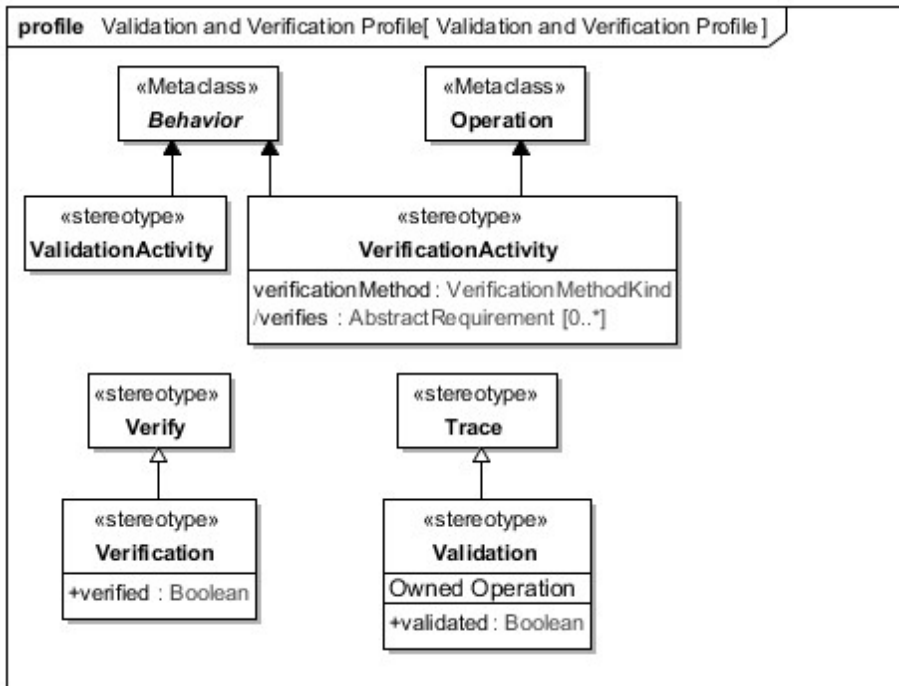 profile Validation and Verification Profile[ Validation and Verification Profile ]
«Metaclass»
Behavior
«Metaclass»
Operation
«stereotype»
ValidationActivity
«stereotype»
VerificationActivity
verificationMethod : VerificationMethodKind
/verifies : AbstractRequirement [0..*]
«stereotype»
Verify
«stereotype»
Trace
«stereotype»
Verification
+verified : Boolean
«stereotype»
Validation
Owned Operation
+validated : Boolean